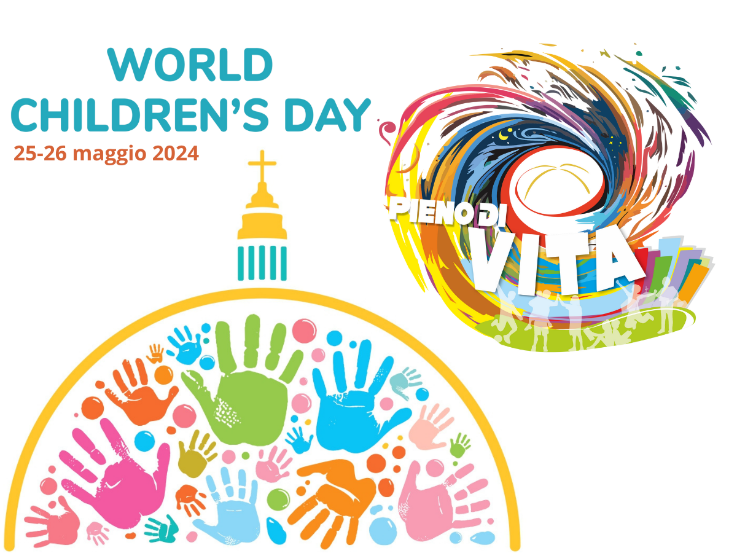 WORLD
CHILDREN'S DAY
25-26 maggio 2024
PIENO DI
VITA